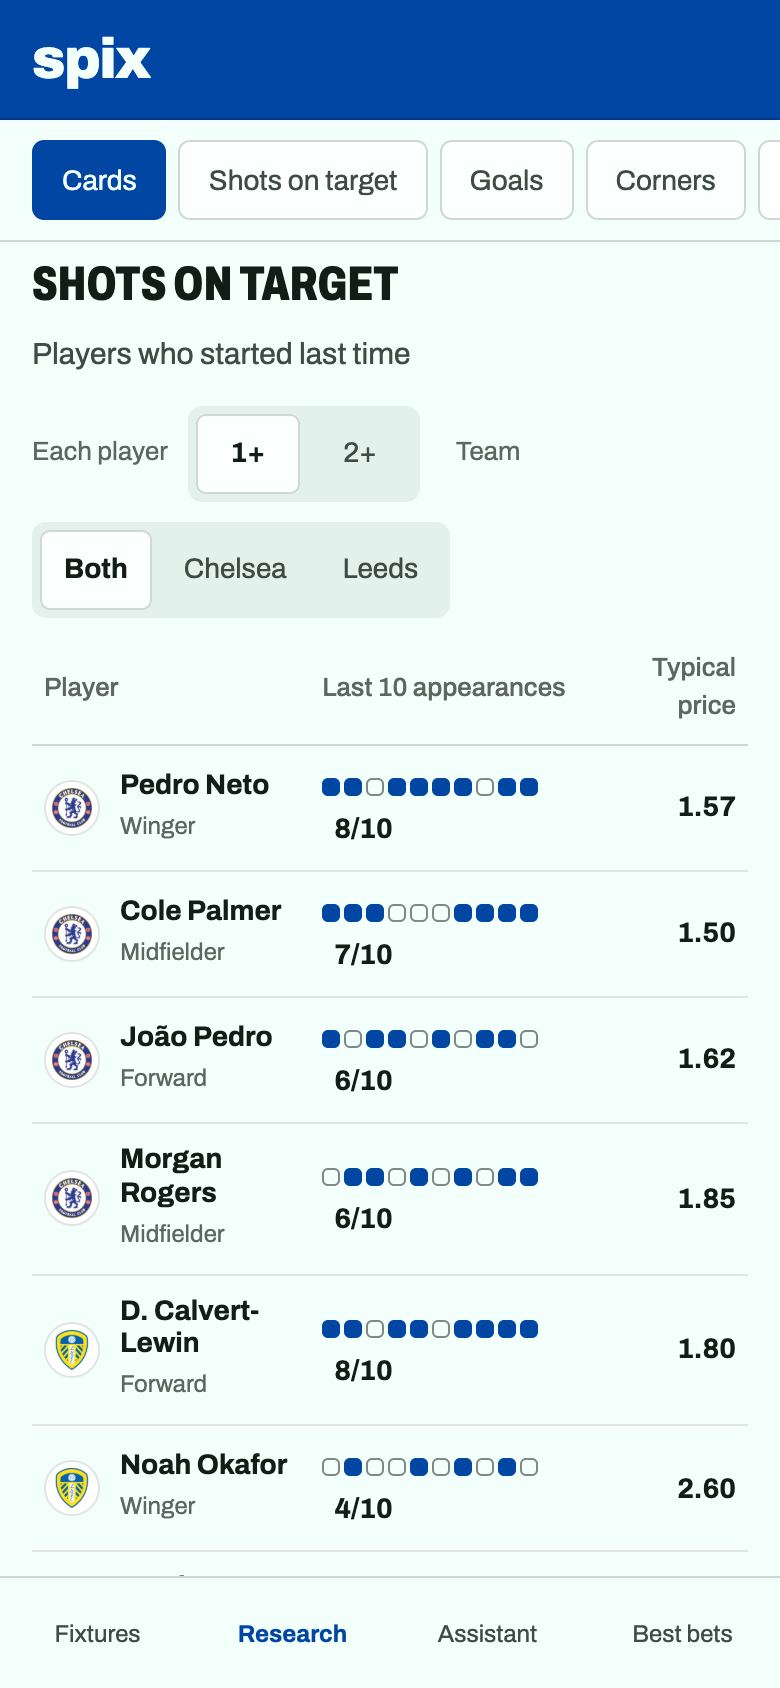 spix
Cards
Shots on target
Goals
Corners
SHOTS ON TARGET
Players who started last time
Each player
1+
2+
Team
Both
Chelsea
Leeds
Player
Last 10 appearances
Typical
price
Pedro Neto
Winger
8/10
1.57
Cole Palmer
Midfielder
7/10
1.50
João Pedro
Forward
6/10
1.62
Morgan
Rogers
Midfielder
6/10
1.85
D. Calvert-
Lewin
Forward
8/10
1.80
Noah Okafor
Winger
4/10
2.60
Fixtures
Research
Assistant
Best bets